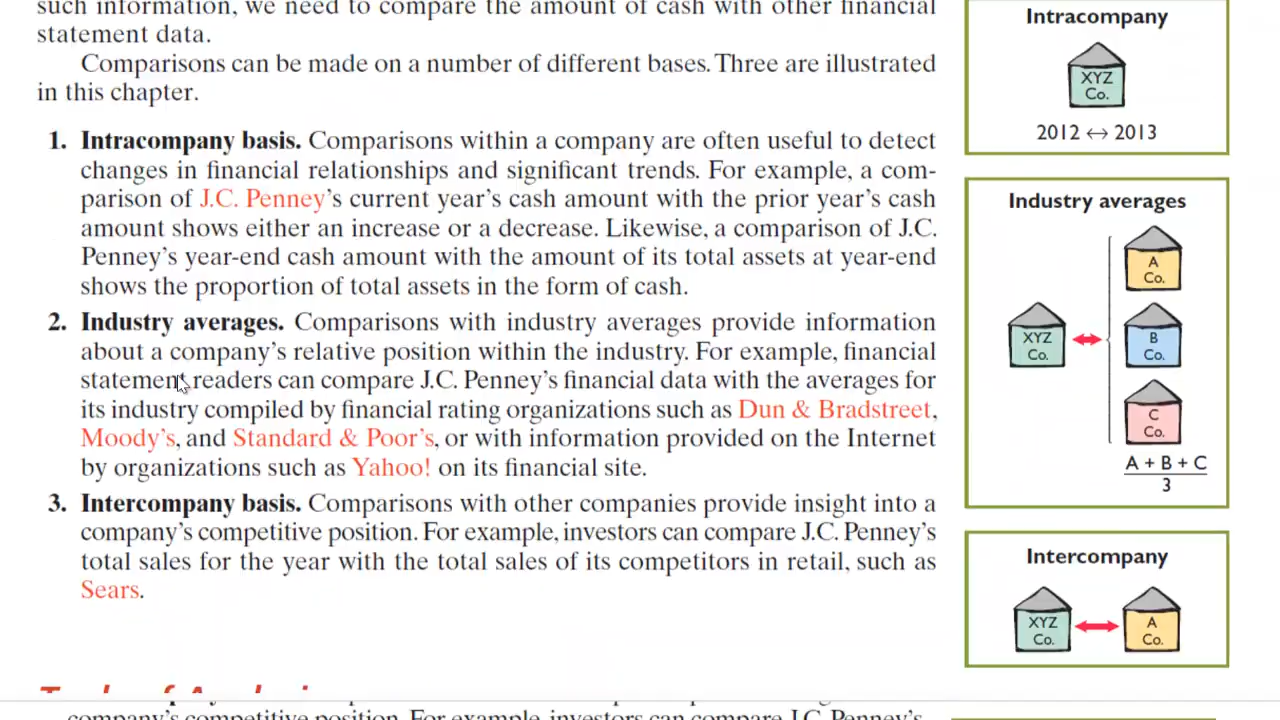 such information, we need to compare the amount of cash with other financial
statement data.
Comparisons can be made on a number of different bases. Three are illustrated
in this chapter.
1. Intracompany basis. Comparisons within a company are often useful to detect
changes in financial relationships and significant trends. For example, a com-
parison of J.C. Penney's current year's cash amount with the prior year's cash
amount shows either an increase or a decrease. Likewise, a comparison of J.C.
Penney's year-end cash amount with the amount of its total assets at year-end
shows the proportion of total assets in the form of cash.
2. Industry averages. Comparisons with industry averages provide information
about a company's relative position within the industry. For example, financial
statement readers can compare J.C. Penney's financial data with the averages for
its industry compiled by financial rating organizations such as Dun & Bradstreet,
Moody's, and Standard & Poor's, or with information provided on the Internet
by organizations such as Yahoo! on its financial site.
3. Intercompany basis. Comparisons with other companies provide insight into a
company's competitive position. For example, investors can compare J.C. Penney's
total sales for the year with the total sales of its competitors in retail, such as
Sears.
company's competitive position. For example, investors can compare J.C. Penney's
Intracompany
XYZ
Co.
2012 ↔ 2013
Industry averages
A
Co.
XYZ
Co.
B
Co.
C
Co.
A + B + C
3
Intercompany
XYZ
Co.
A
Co.